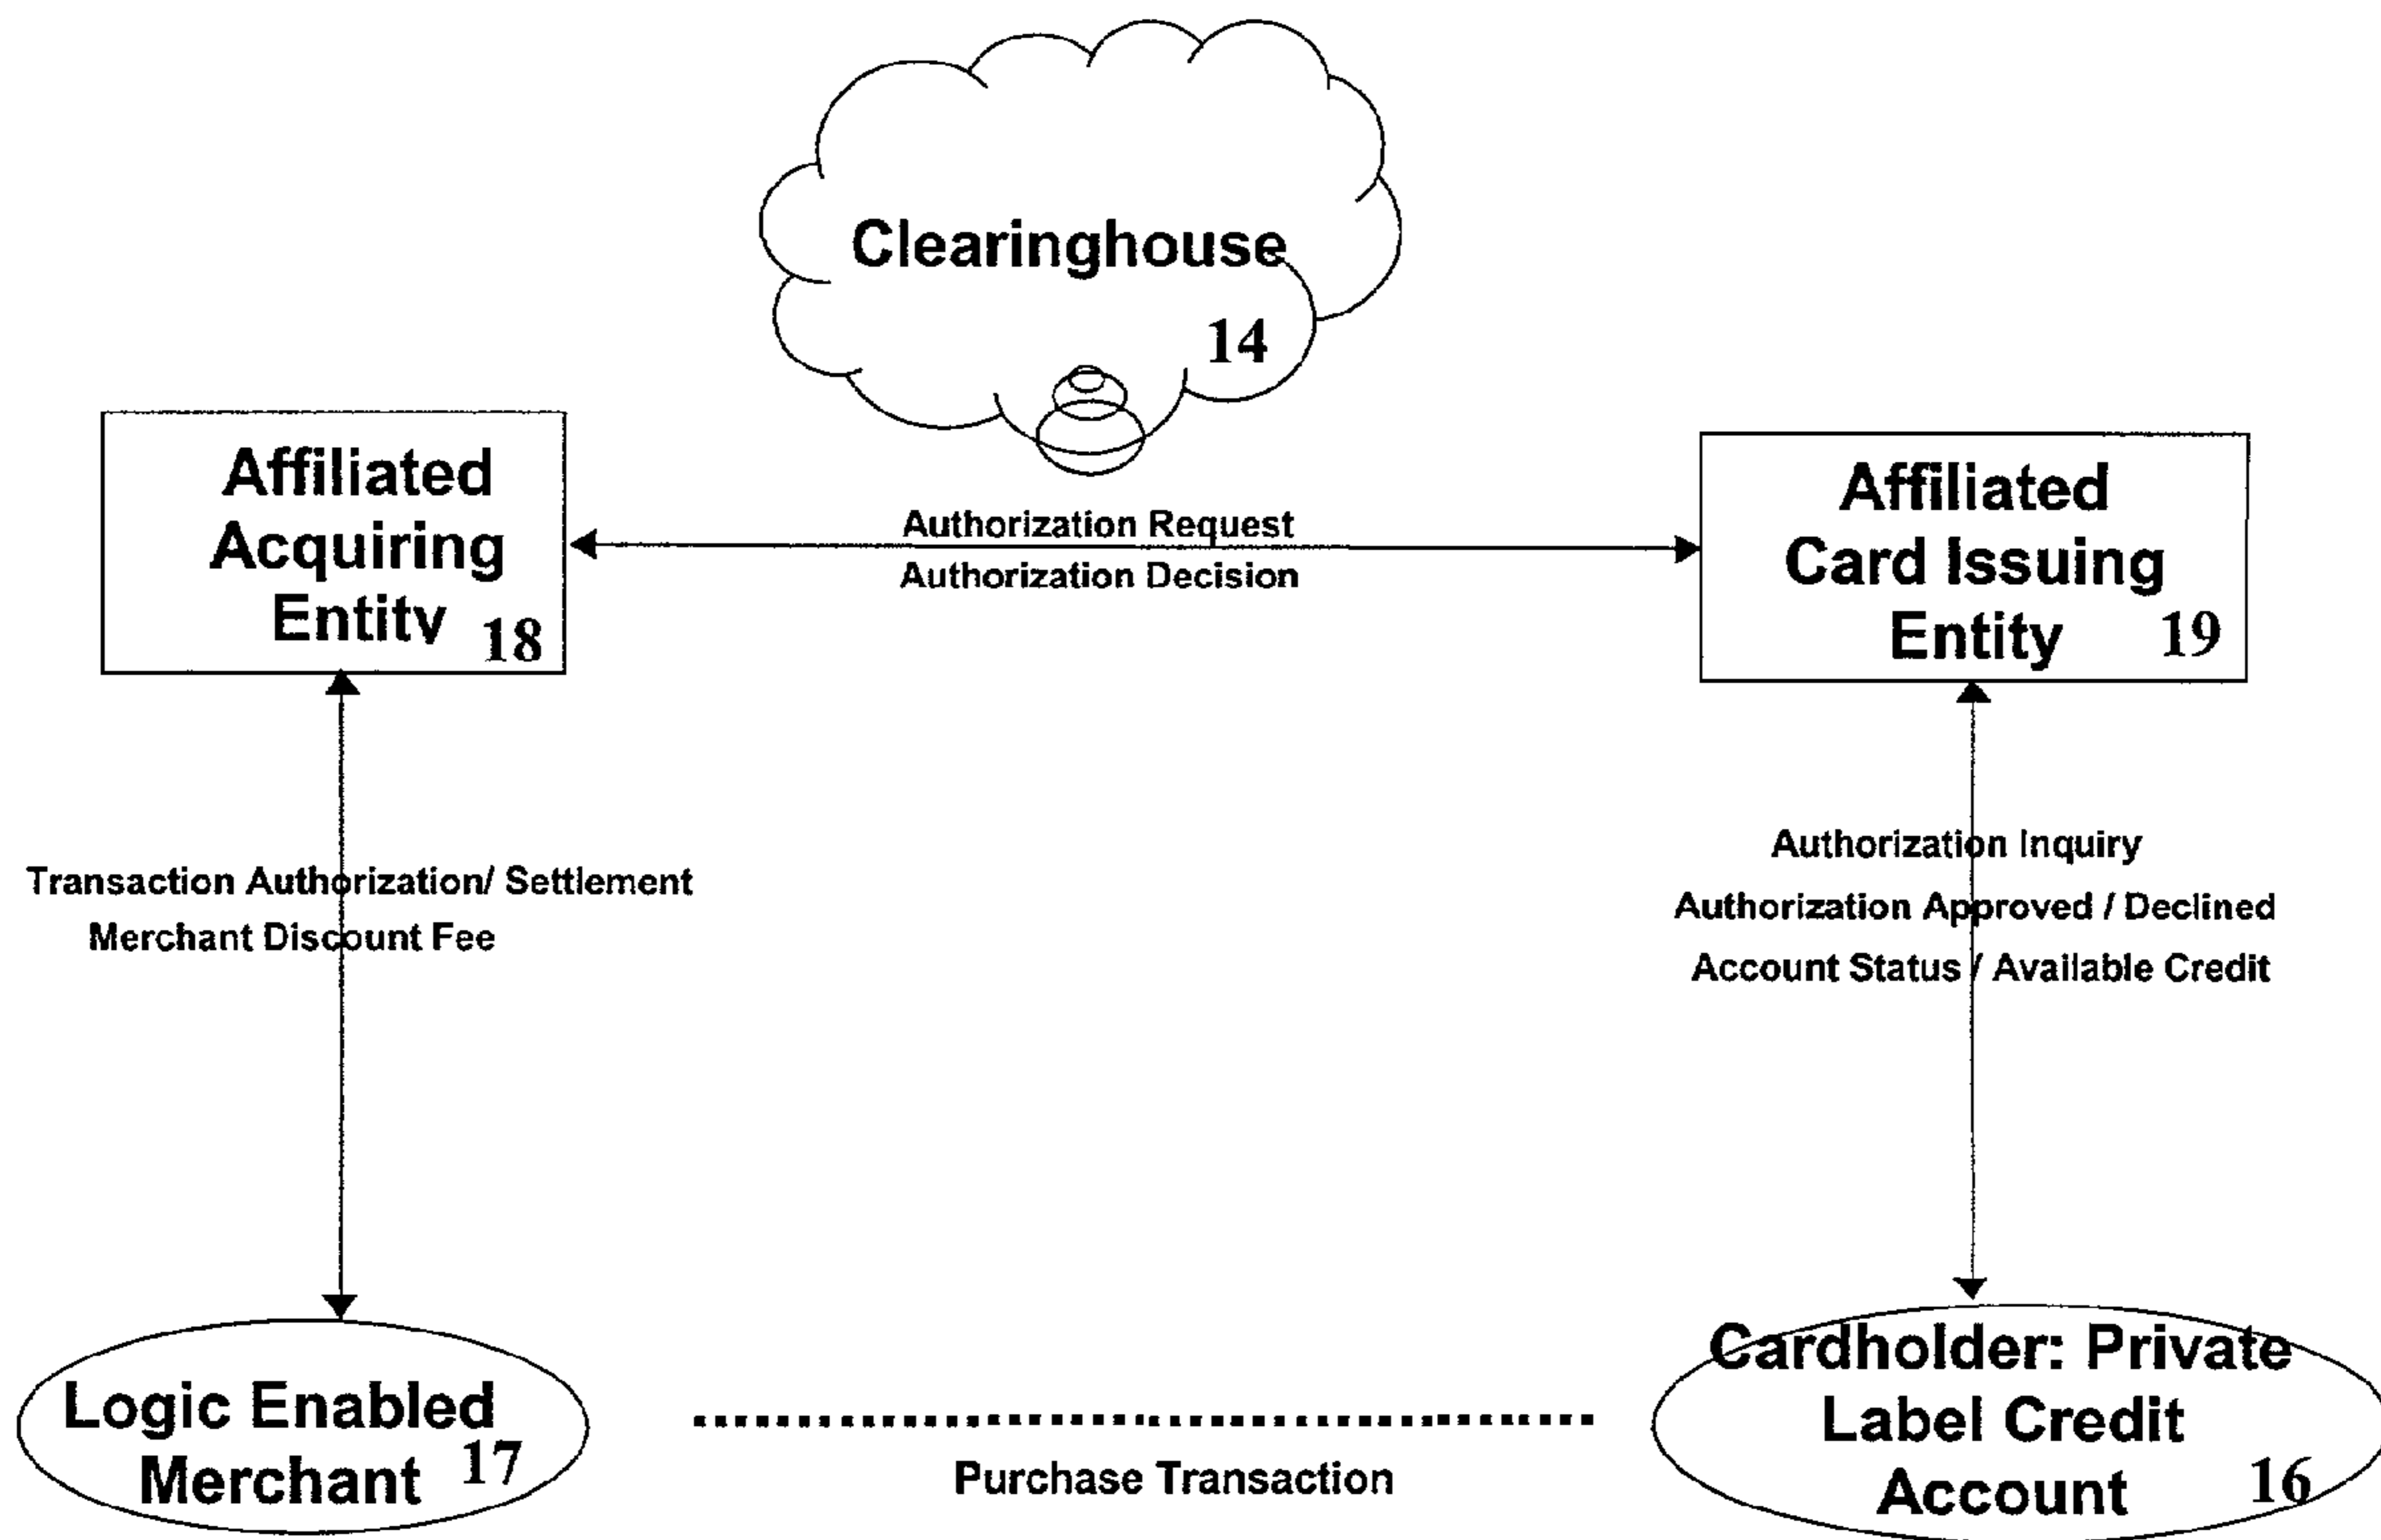 Clearinghouse
14
Affiliated
Acquiring
Entity 18
Authorization Request
Authorization Decision
Affiliated
Card Issuing
Entity 19
Transaction Authorization/ Settlement
Merchant Discount Fee
Authorization Inquiry
Authorization Approved / Declined
Account Status / Available Credit
Logic Enabled
Merchant 17
Purchase Transaction
Cardholder: Private
Label Credit
Account 16